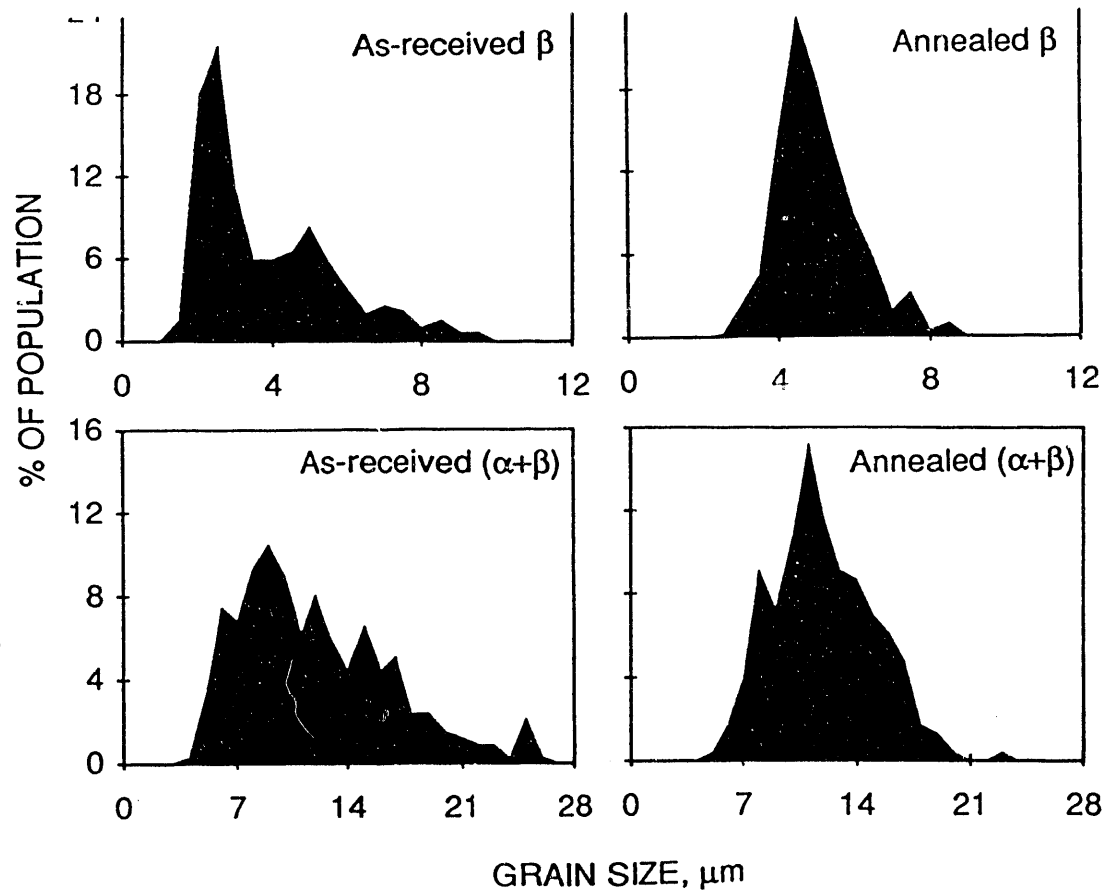 As-received β
Annealed β
18
12
6
0
0 4 8 12
0 4 8 12
% OF POPULATION
16
As-received (α+β)
Annealed (α+β)
12
8
4
0
0 7 14 21 28
0 7 14 21 28
GRAIN SIZE, μm